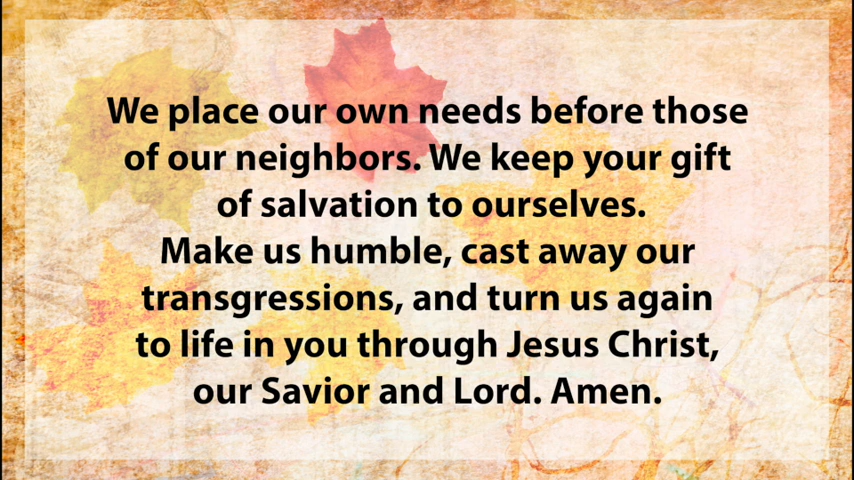 We place our own needs before those
of our neighbors. We keep your gift
of salvation to ourselves.
Make us humble, cast away our
transgressions, and turn us again
to life in you through Jesus Christ,
our Savior and Lord. Amen.